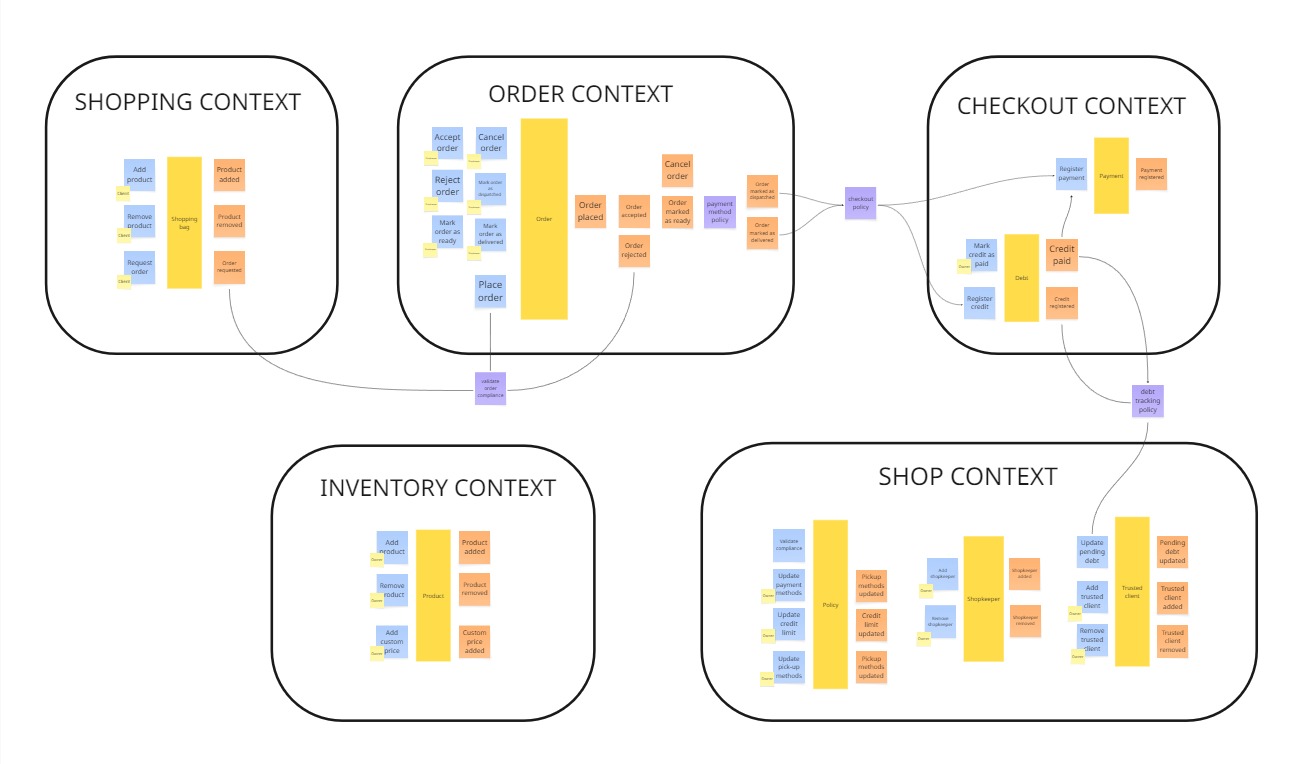 SHOPPING CONTEXT
Add
product
Client
Remove
product
Client
Request
order
Client
Shopping
bag
Product
added
Product
removed
Order
requested
ORDER CONTEXT
Accept
order
Cancel
order
Reject
order
Mark order
as
dispatched
Mark
order as
ready
Mark
order as
delivered
Place
order
Order
Order
placed
Order
accepted
Order
rejected
Cancel
order
Order
marked
as ready
payment
method
policy
Order
marked as
dispatched
Order
marked as
delivered
checkout
policy
validate
order
compliance
CHECKOUT CONTEXT
Register
payment
Payment
Payment
registered
Mark
credit as
paid
Owner
Register
credit
Debt
Credit
paid
Credit
registered
debt
tracking
policy
INVENTORY CONTEXT
Add
product
Owner
Remove
product
Owner
Add
custom
price
Owner
Product
Product
added
Product
removed
Custom
price
added
SHOP CONTEXT
Validate
compliance
Update
payment
methods
Owner
Update
credit
limit
Owner
Update
pick-up
methods
Owner
Policy
Pickup
methods
updated
Credit
limit
updated
Pickup
methods
updated
Add
shopkeeper
Owner
Remove
shopkeeper
Owner
Shopkeeper
Shopkeeper
added
Shopkeeper
removed
Update
pending
debt
Add
trusted
client
Owner
Remove
trusted
client
Owner
Trusted
client
Pending
debt
updated
Trusted
client
added
Trusted
client
removed